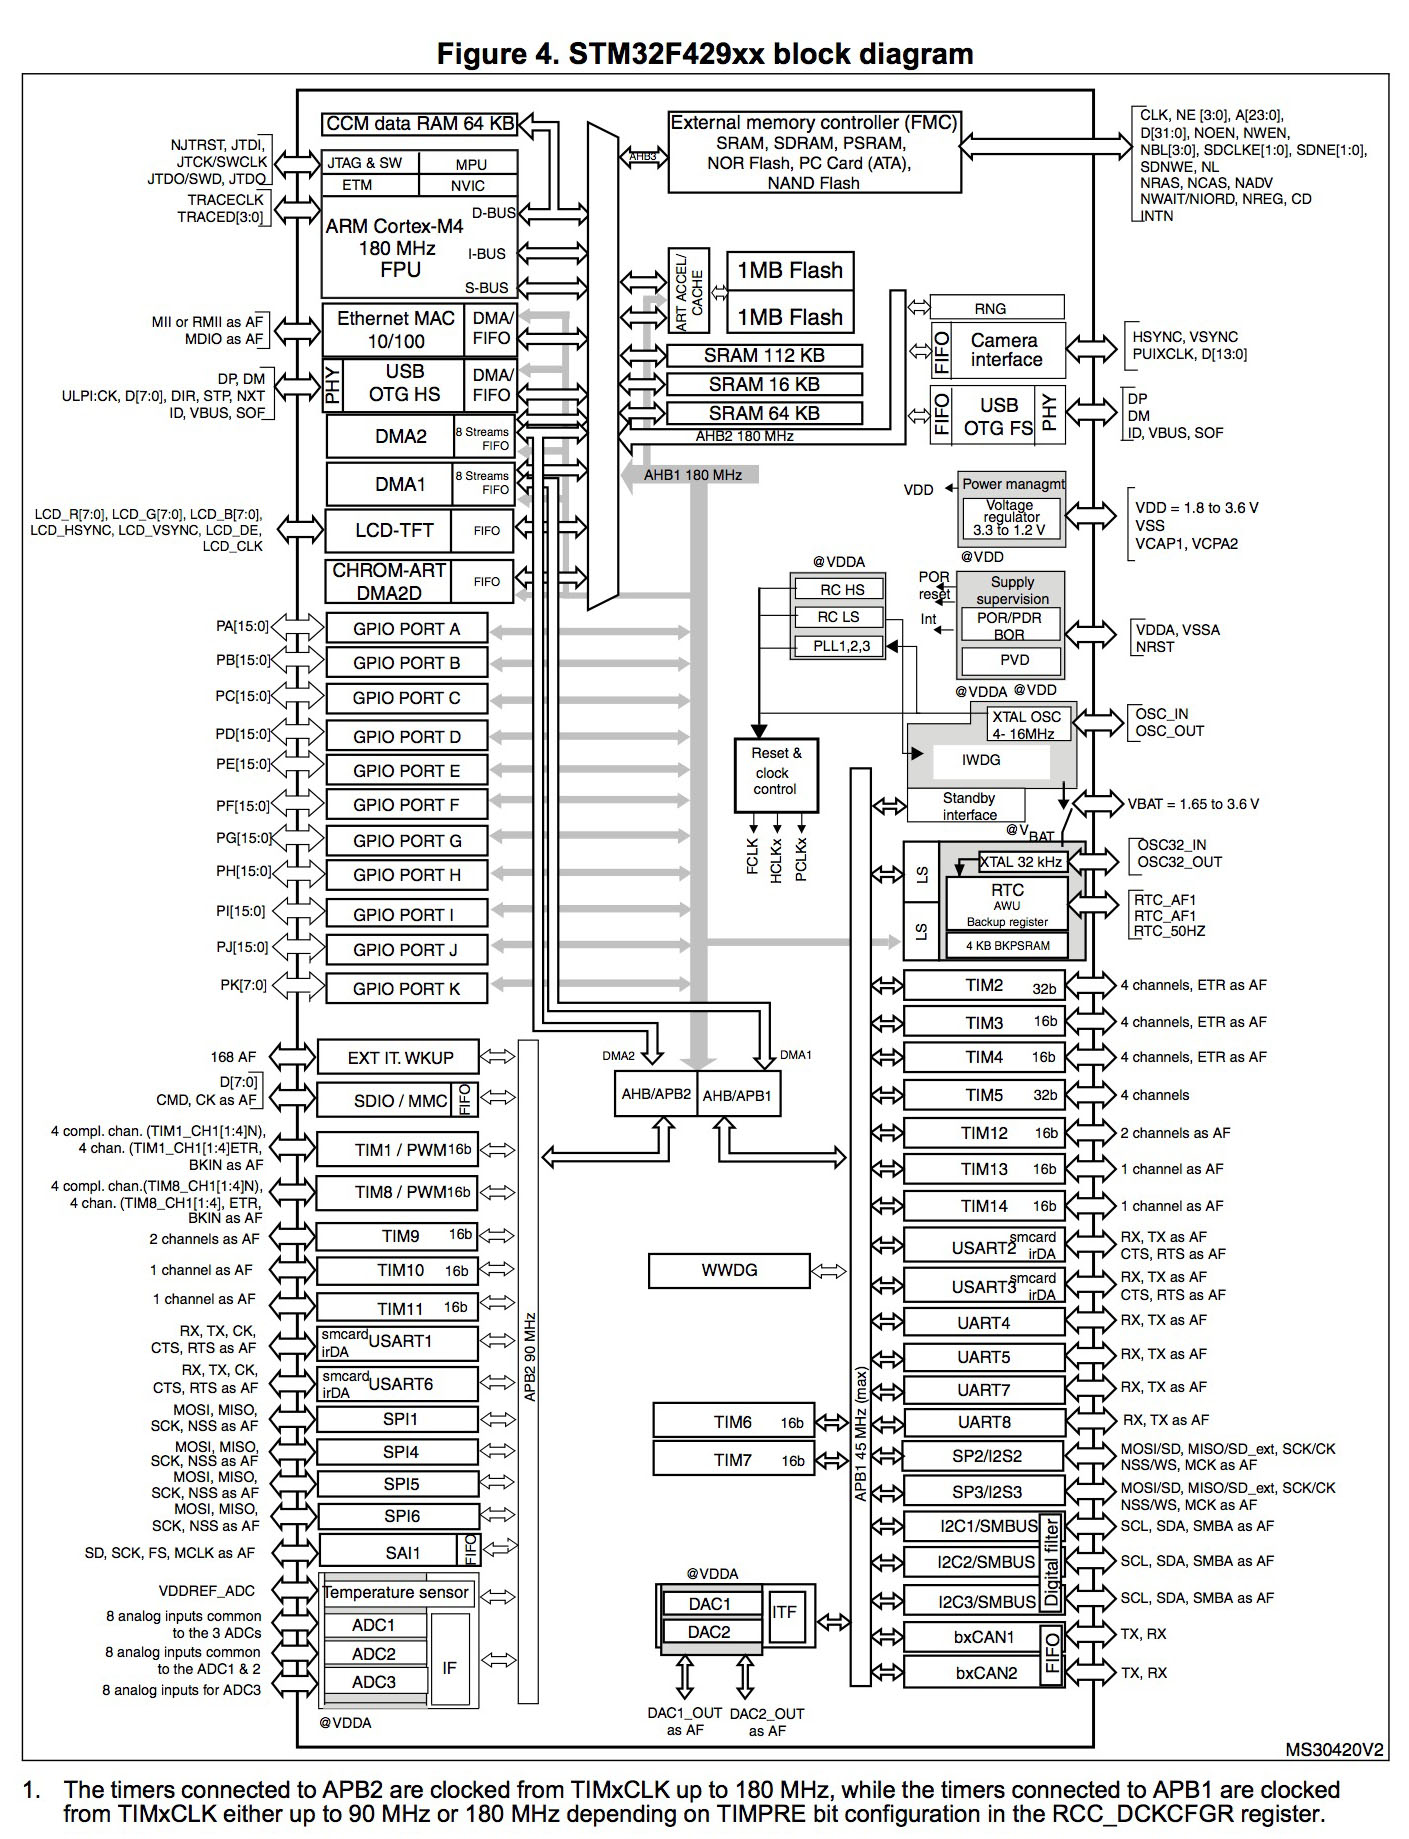 Figure 4. STM32F429xx block diagram
CCM data RAM 64 KB
NJTRST, JTDI,
JTCK/SWCLK
JTDO/SWD, JTDO
TRACECLK
TRACED[3:0]
JTAG & SW
MPU
ETM
NVIC
ARM Cortex-M4
180 MHz
FPU
D-BUS
I-BUS
S-BUS
AHB3
External memory controller (FMC)
SRAM, SDRAM, PSRAM,
NOR Flash, PC Card (ATA),
NAND Flash
CLK, NE [3:0], A[23:0],
D[31:0], NOEN, NWEN,
NBL[3:0], SDCLKE[1:0], SDNE[1:0],
SDNWE, NL
NRAS, NCAS, NADV
NWAIT/NIORD, NREG, CD
INTN
ART ACCEL/
CACHE
1MB Flash
1MB Flash
SRAM 112 KB
SRAM 16 KB
SRAM 64 KB
AHB2 180 MHz
AHB1 180 MHz
RNG
FIFO
Camera
interface
HSYNC, VSYNC
PUIXCLK, D[13:0]
FIFO
USB
OTG FS
PHY
DP
DM
ID, VBUS, SOF
MII or RMII as AF
MDIO as AF
Ethernet MAC
10/100
DMA/
FIFO
DP, DM
ULPI:CK, D[7:0], DIR, STP, NXT
ID, VBUS, SOF
PHY
USB
OTG HS
DMA/
FIFO
DMA2
8 Streams
FIFO
DMA1
8 Streams
FIFO
LCD_R[7:0], LCD_G[7:0], LCD_B[7:0],
LCD_HSYNC, LCD_VSYNC, LCD_DE,
LCD_CLK
LCD-TFT
FIFO
CHROM-ART
DMA2D
FIFO
VDD
Power managmt
Voltage
regulator
3.3 to 1.2 V
@VDD
VDD = 1.8 to 3.6 V
VSS
VCAP1, VCPA2
@VDDA
RC HS
RC LS
PLL1,2,3
POR
reset
Int
Supply
supervision
POR/PDR
BOR
PVD
VDDA, VSSA
NRST
@VDDA
@VDD
XTAL OSC
4- 16MHz
OSC_IN
OSC_OUT
IWDG
Reset &
clock
control
FCLK
HCLKx
PCLKx
Standby
interface
VBAT = 1.65 to 3.6 V
@VBAT
OSC32_IN
OSC32_OUT
LS
LS
XTAL 32 kHz
RTC
AWU
Backup register
4 KB BKPSRAM
RTC_AF1
RTC_AF1
RTC_50HZ
PA[15:0]
GPIO PORT A
PB[15:0]
GPIO PORT B
PC[15:0]
GPIO PORT C
PD[15:0]
GPIO PORT D
PE[15:0]
GPIO PORT E
PF[15:0]
GPIO PORT F
PG[15:0]
GPIO PORT G
PH[15:0]
GPIO PORT H
PI[15:0]
GPIO PORT I
PJ[15:0]
GPIO PORT J
PK[7:0]
GPIO PORT K
DMA2
DMA1
AHB/APB2
AHB/APB1
168 AF
EXT IT. WKUP
D[7:0]
CMD, CK as AF
SDIO / MMC
FIFO
4 compl. chan. (TIM1_CH1[1:4]N),
4 chan. (TIM1_CH1[1:4]ETR,
BKIN as AF
TIM1 / PWM
16b
4 compl. chan.(TIM8_CH1[1:4]N),
4 chan. (TIM8_CH1[1:4], ETR,
BKIN as AF
TIM8 / PWM
16b
2 channels as AF
TIM9
16b
1 channel as AF
TIM10
16b
1 channel as AF
TIM11
16b
RX, TX, CK,
CTS, RTS as AF
smcard
irDA
USART1
RX, TX, CK,
CTS, RTS as AF
smcard
irDA
USART6
MOSI, MISO,
SCK, NSS as AF
SPI1
MOSI, MISO,
SCK, NSS as AF
SPI4
MOSI, MISO,
SCK, NSS as AF
SPI5
MOSI, MISO,
SCK, NSS as AF
SPI6
SD, SCK, FS, MCLK as AF
SAI1
FIFO
VDDREF_ADC
Temperature sensor
8 analog inputs common
to the 3 ADCs
ADC1
8 analog inputs common
to the ADC1 & 2
ADC2
8 analog inputs for ADC3
ADC3
IF
@VDDA
APB2 90 MHz
WWDG
TIM6
16b
TIM7
16b
@VDDA
DAC1
DAC2
ITF
DAC1_OUT
as AF
DAC2_OUT
as AF
APB1 45 MHz (max)
TIM2
32b
4 channels, ETR as AF
TIM3
16b
4 channels, ETR as AF
TIM4
16b
4 channels, ETR as AF
TIM5
32b
4 channels
TIM12
16b
2 channels as AF
TIM13
16b
1 channel as AF
TIM14
16b
1 channel as AF
USART2
smcard
irDA
RX, TX as AF
CTS, RTS as AF
USART3
smcard
irDA
RX, TX as AF
CTS, RTS as AF
UART4
RX, TX as AF
UART5
RX, TX as AF
UART7
RX, TX as AF
UART8
RX, TX as AF
SP2/I2S2
MOSI/SD, MISO/SD_ext, SCK/CK
NSS/WS, MCK as AF
SP3/I2S3
MOSI/SD, MISO/SD_ext, SCK/CK
NSS/WS, MCK as AF
I2C1/SMBUS
SCL, SDA, SMBA as AF
I2C2/SMBUS
SCL, SDA, SMBA as AF
I2C3/SMBUS
SCL, SDA, SMBA as AF
Digital filter
bxCAN1
TX, RX
bxCAN2
TX, RX
FIFO
MS30420V2
1. The timers connected to APB2 are clocked from TIMxCLK up to 180 MHz, while the timers connected to APB1 are clocked
from TIMxCLK either up to 90 MHz or 180 MHz depending on TIMPRE bit configuration in the RCC_DCKCFGR register.